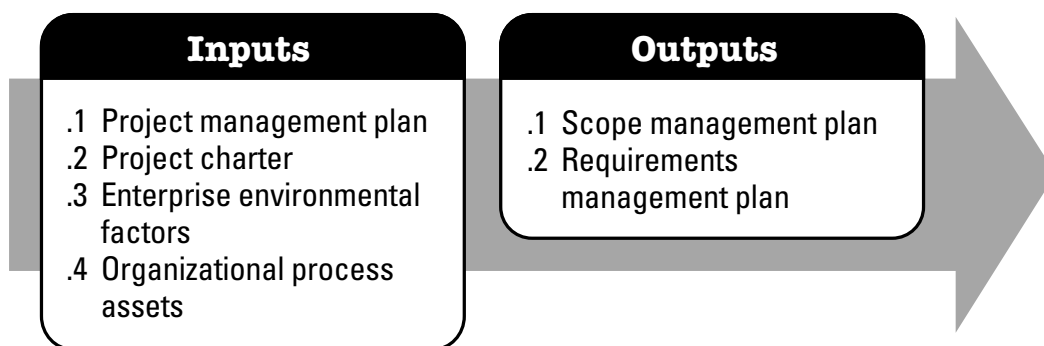 Inputs
.1 Project management plan
.2 Project charter
.3 Enterprise environmental
factors
.4 Organizational process
assets
Outputs
.1 Scope management plan
.2 Requirements
management plan